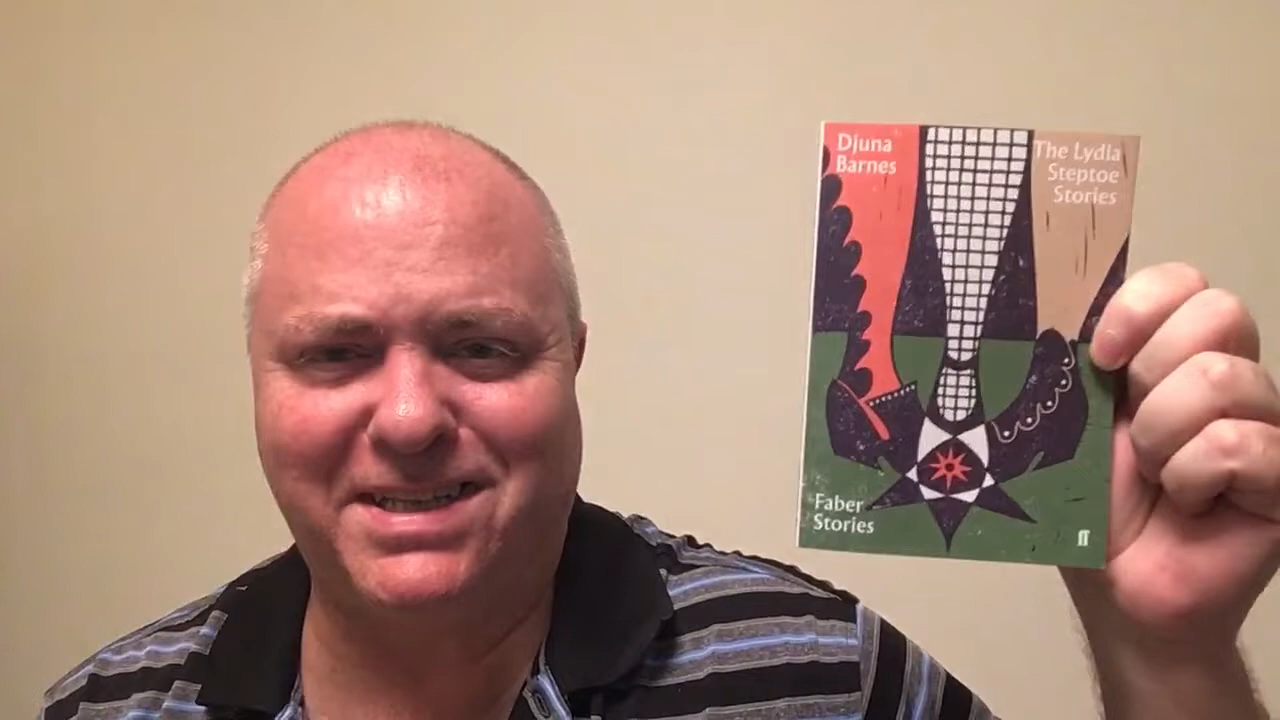 Djuna
Barnes
The Lydia
Steptoe
Stories
Faber
Stories
ff